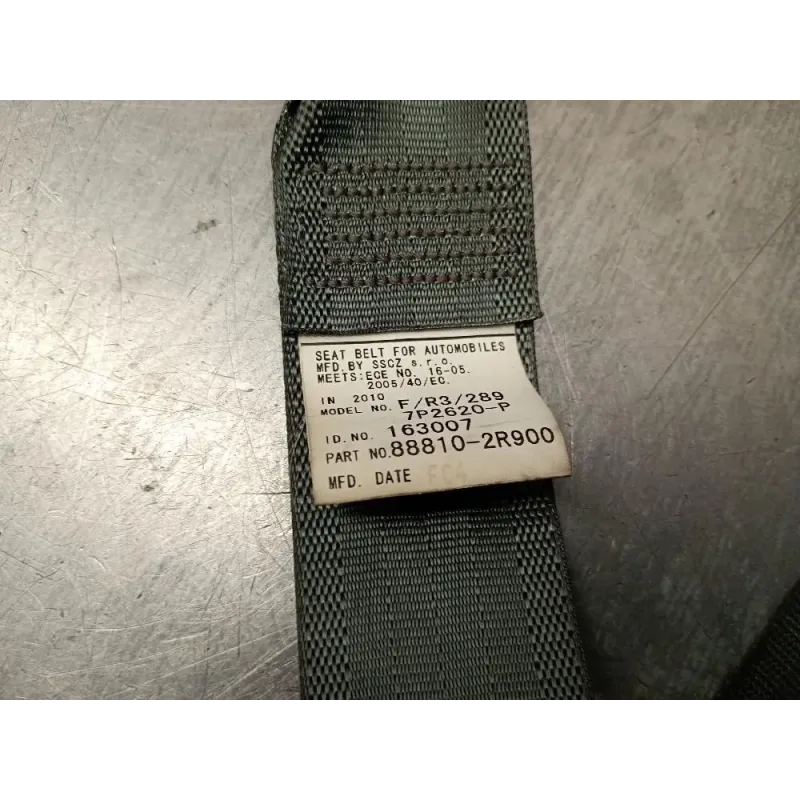 SEAT BELT FOR AUTOMOBILES
MFD. BY SSCZ s.r.o.
MEETS:ECE NO. 16-05.
2005/40/EC.
IN 2010
MODEL NO. F/R3/289
7P2620-P
I D. NO. 163007
PART NO. 88810-2R900
MFD. DATE